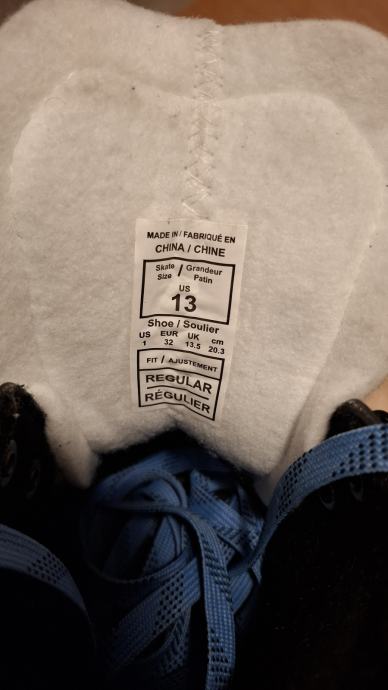 MADE IN / FABRIQUÉ EN
CHINA / CHINE
Skate / Grandeur
Size Patin
US
13
Shoe / Soulier
US EUR UK cm
1 32 13.5 20.3
FIT / AJUSTEMENT
REGULAR
RÉGULIER